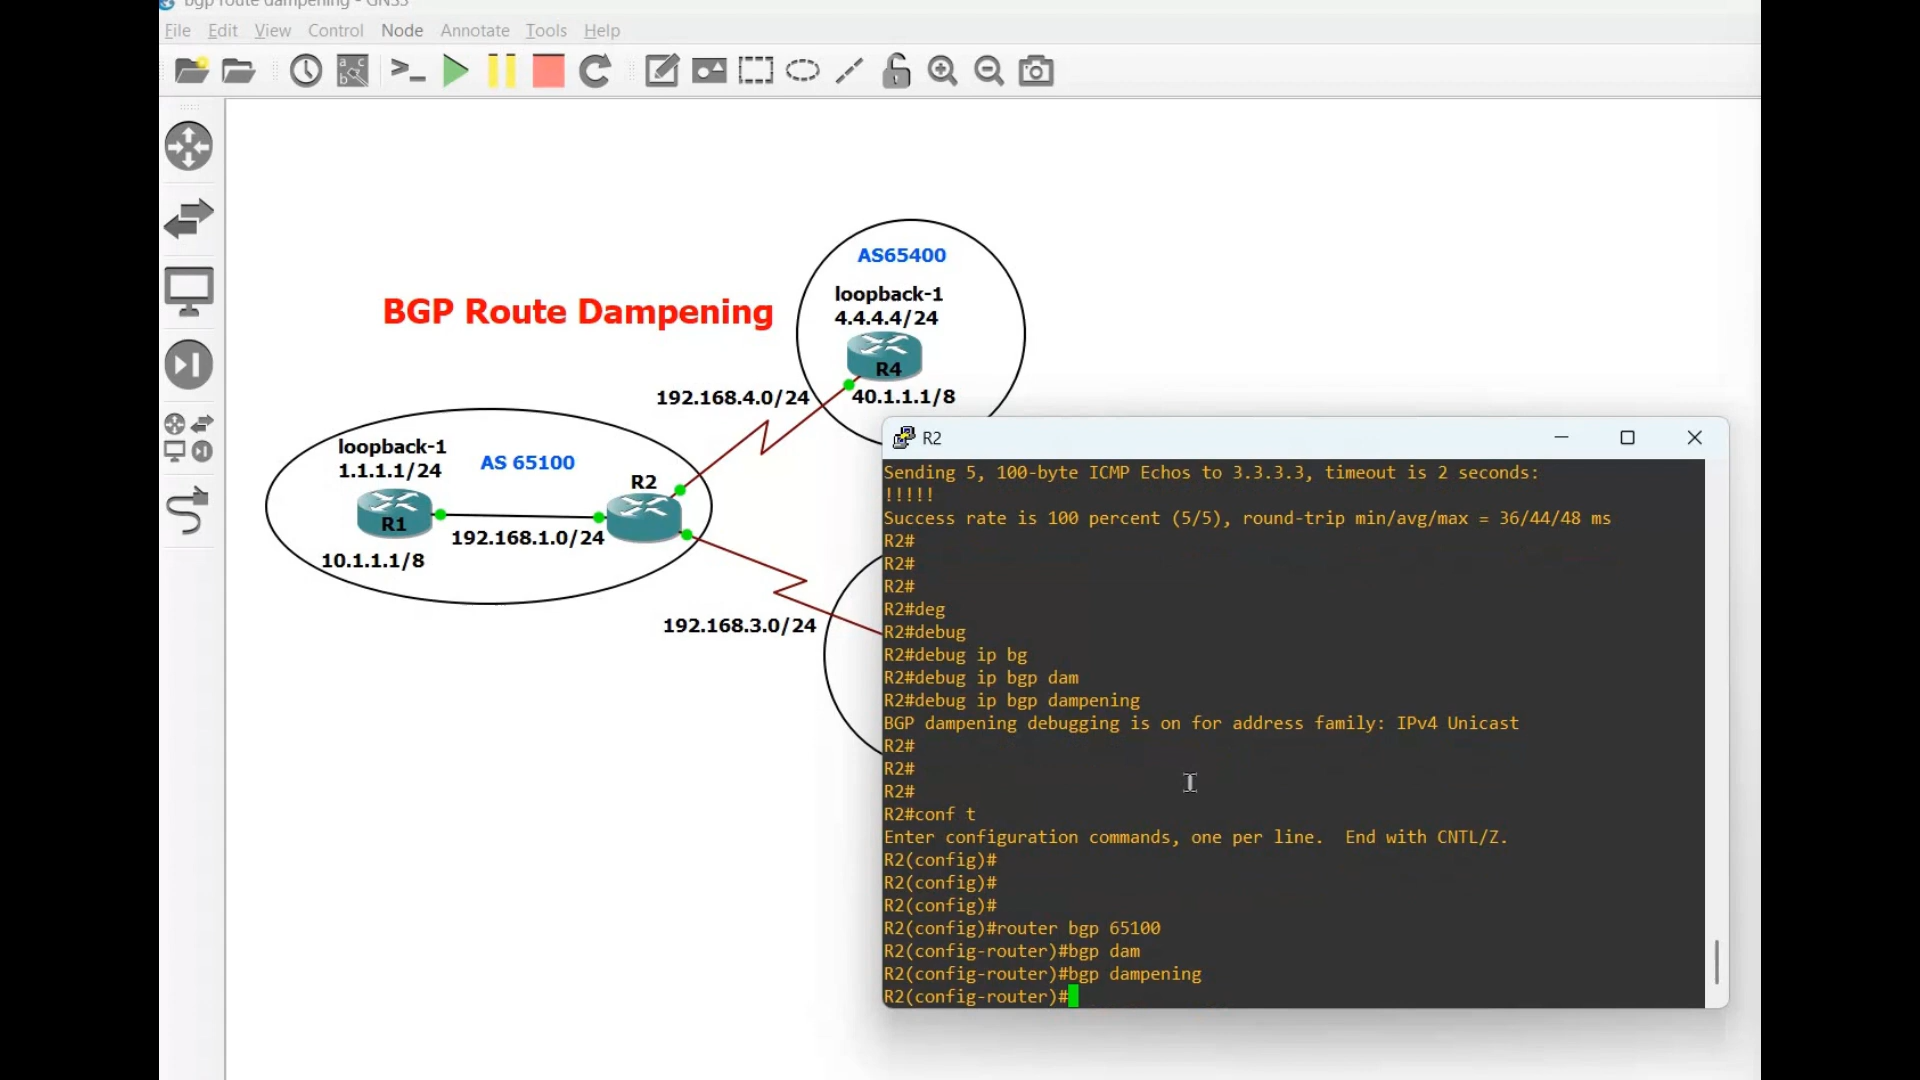 bgp route dampening - GNS3
File Edit View Control Node Annotate Tools Help
AS65400
loopback-1
4.4.4.4/24
BGP Route Dampening
R4
192.168.4.0/24
40.1.1.1/8
loopback-1
1.1.1.1/24
AS 65100
R2
R1
192.168.1.0/24
10.1.1.1/8
192.168.3.0/24
R2
Sending 5, 100-byte ICMP Echos to 3.3.3.3, timeout is 2 seconds:
!!!!!
Success rate is 100 percent (5/5), round-trip min/avg/max = 36/44/48 ms
R2#
R2#
R2#
R2#deg
R2#debug
R2#debug ip bg
R2#debug ip bgp dam
R2#debug ip bgp dampening
BGP dampening debugging is on for address family: IPv4 Unicast
R2#
R2#
R2#
R2#conf t
Enter configuration commands, one per line.  End with CNTL/Z.
R2(config)#
R2(config)#
R2(config)#
R2(config)#router bgp 65100
R2(config-router)#bgp dam
R2(config-router)#bgp dampening
R2(config-router)#